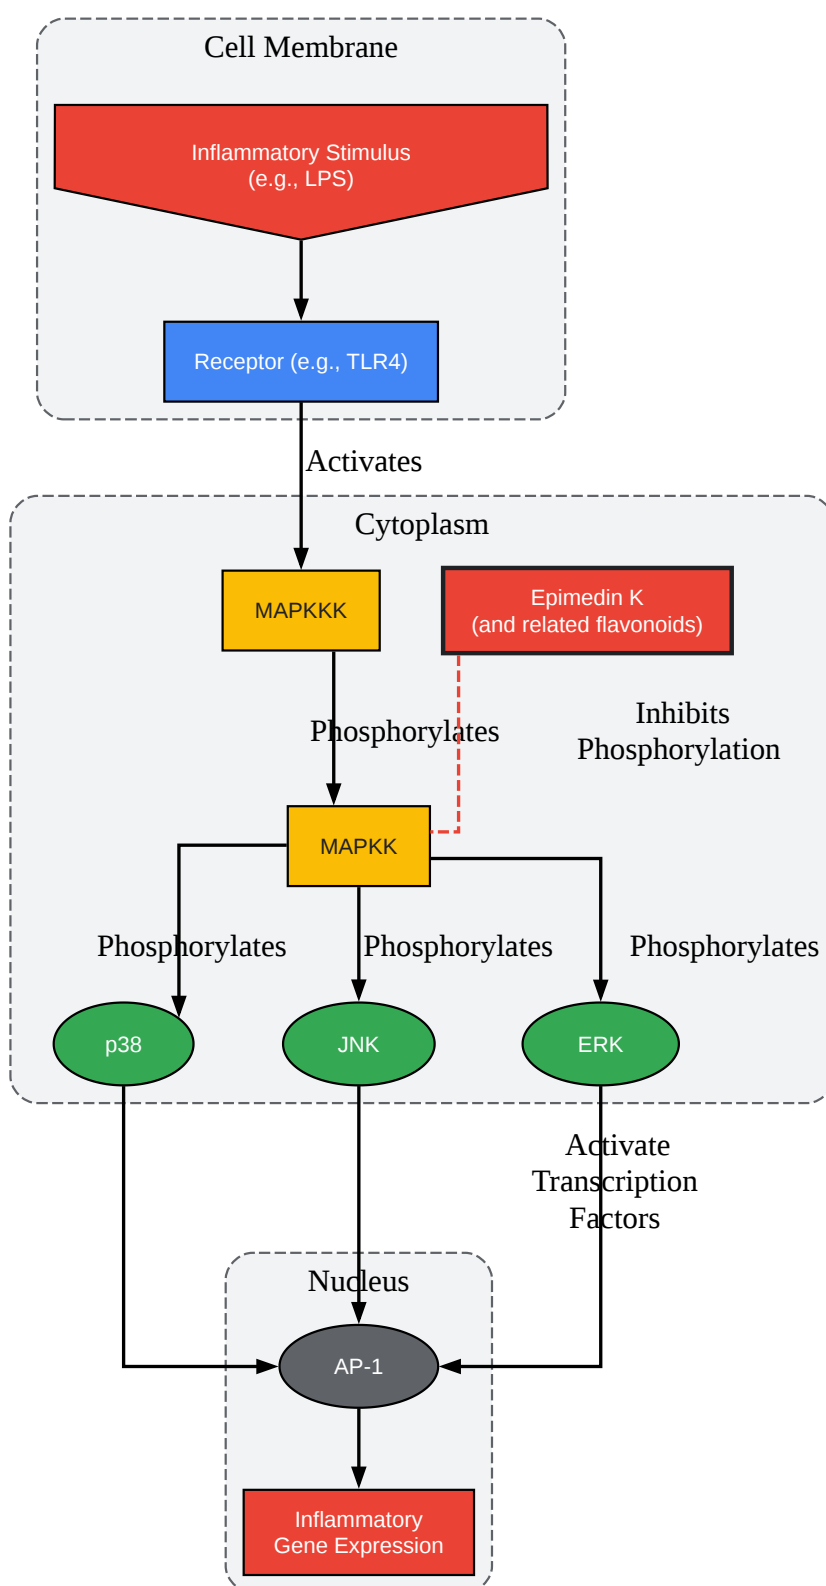 Cell Membrane
Inflammatory Stimulus
(e.g., LPS)
Receptor (e.g., TLR4)
Activates
Cytoplasm
MAPKKK
Epimedin K
(and related flavonoids)
Phosphorylates
Inhibits
Phosphorylation
MAPKK
Phosphorylates
Phosphorylates
Phosphorylates
p38
JNK
ERK
Activate
Transcription
Factors
Nucleus
AP-1
Inflammatory
Gene Expression